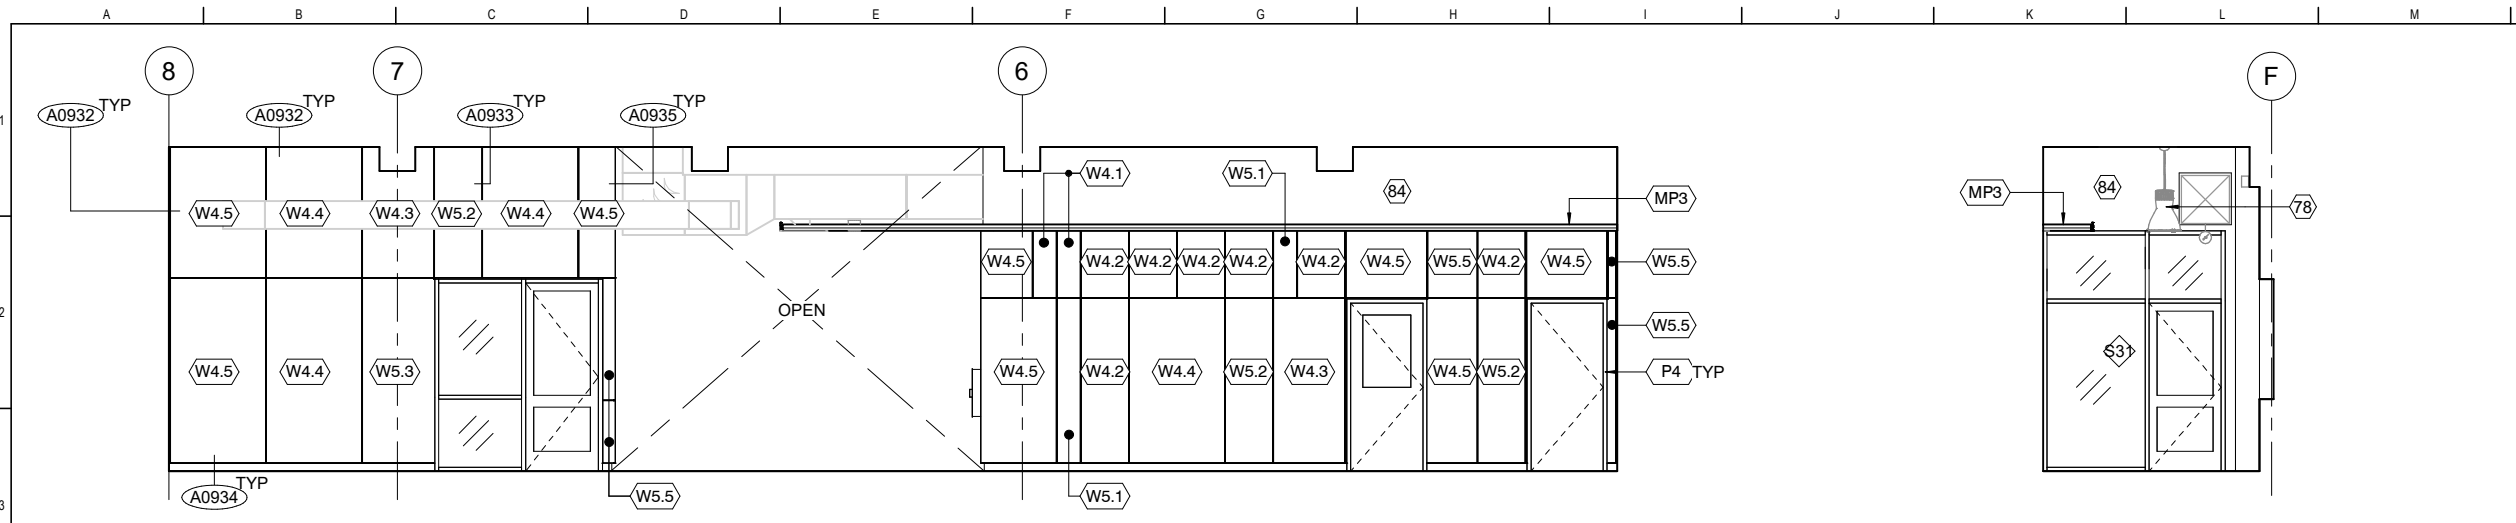 A B C D E F G H I J K L M
8 7 6 F
TYP TYP TYP TYP
A0932 A0932 A0933 A0935
1
W4.1 W5.1 84 MP3 MP3 84 78
W4.5 W4.4 W4.3 W5.2 W4.4 W4.5
W4.5 W4.2 W4.2 W4.2 W4.2 W4.2 W4.5 W5.5 W4.2 W4.5 W5.5
2
OPEN W5.5
S31
W4.5 W4.4 W5.3 W4.5 W4.2 W4.4 W5.2 W4.3 W4.5 W5.2 P4 TYP
TYP
A0934 W5.5 W5.1
3